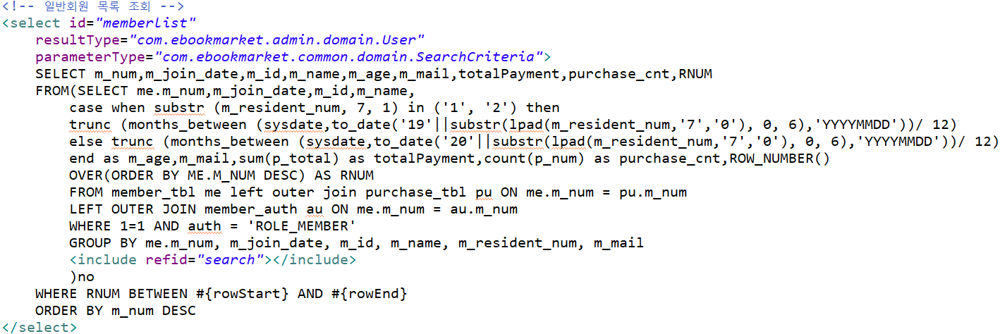 <!-- 일반회원 목록 조회 -->
<select id="memberlist"
    resultType="com.ebookmarket.admin.domain.User"
    parameterType="com.ebookmarket.common.domain.SearchCriteria">
    SELECT m_num,m_join_date,m_id,m_name,m_age,m_mail,totalPayment,purchase_cnt,RNUM
    FROM(SELECT me.m_num,m_join_date,m_id,m_name,
        case when substr (m_resident_num, 7, 1) in ('1', '2') then
        trunc (months_between (sysdate,to_date('19'||substr(lpad(m_resident_num,'7','0'), 0, 6),'YYYYMMDD'))/ 12)
        else trunc (months_between (sysdate,to_date('20'||substr(lpad(m_resident_num,'7','0'), 0, 6),'YYYYMMDD'))/ 12)
        end as m_age,m_mail,sum(p_total) as totalPayment,count(p_num) as purchase_cnt,ROW_NUMBER()
        OVER(ORDER BY ME.M_NUM DESC) AS RNUM
        FROM member_tbl me left outer join purchase_tbl pu ON me.m_num = pu.m_num
        LEFT OUTER JOIN member_auth au ON me.m_num = au.m_num
        WHERE 1=1 AND auth = 'ROLE_MEMBER'
        GROUP BY me.m_num, m_join_date, m_id, m_name, m_resident_num, m_mail
        <include refid="search"></include>
        )no
    WHERE RNUM BETWEEN #{rowStart} AND #{rowEnd}
    ORDER BY m_num DESC
</select>